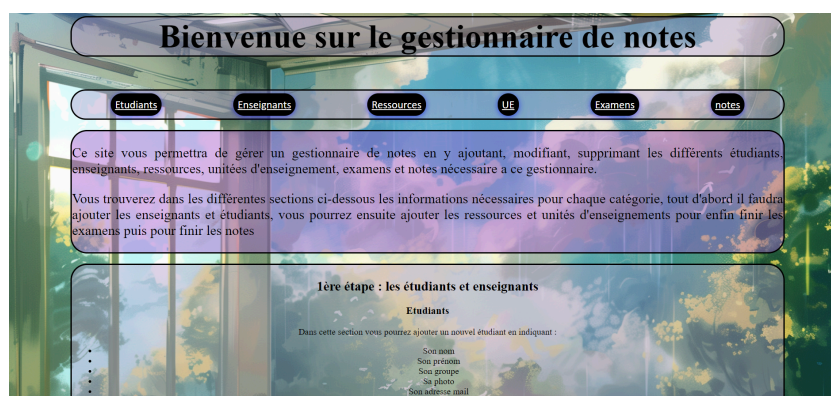 Bienvenue sur le gestionnaire de notes
Etudiants Enseignants Ressources UE Examens notes
Ce site vous permettra de gérer un gestionnaire de notes en y ajoutant, modifiant, supprimant les différents étudiants,
enseignants, ressources, unitées d'enseignement, examens et notes nécessaire a ce gestionnaire.
Vous trouverez dans les différentes sections ci-dessous les informations nécessaires pour chaque catégorie, tout d'abord il faudra
ajouter les enseignants et étudiants, vous pourrez ensuite ajouter les ressources et unités d'enseignements pour enfin finir les
examens puis pour finir les notes
1ère étape : les étudiants et enseignants
Etudiants
Dans cette section vous pourrez ajouter un nouvel étudiant en indiquant :
Son nom
Son prénom
Son groupe
Sa photo
Son adresse mail